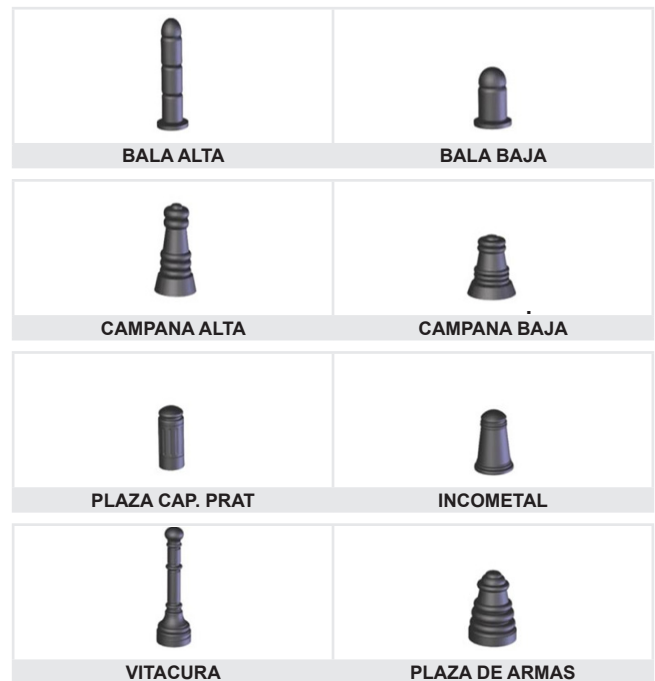 BALA ALTA
BALA BAJA
CAMPANA ALTA
CAMPANA BAJA
PLAZA CAP. PRAT
INCOMETAL
VITACURA
PLAZA DE ARMAS